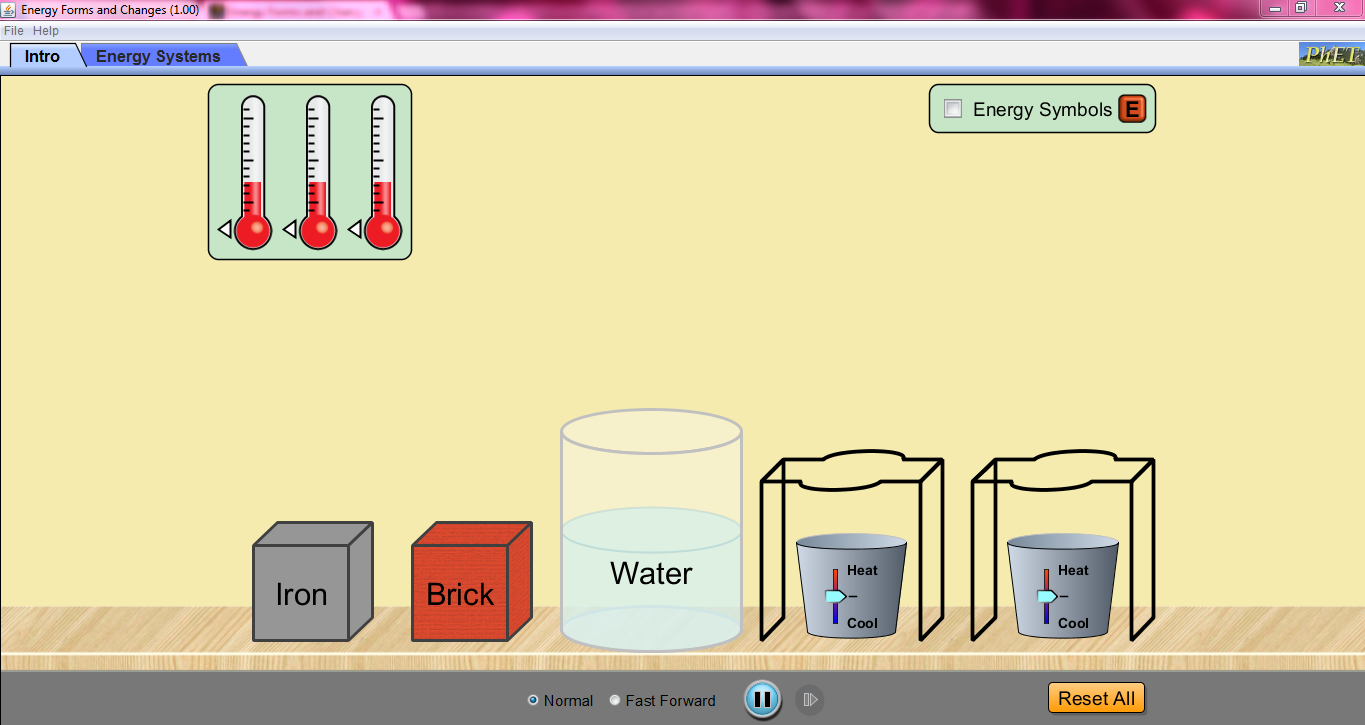 Energy Forms and Changes (1.00)
File Help
Intro
Energy Systems
PhET
Energy Symbols E
Iron
Brick
Water
Heat
Cool
Heat
Cool
Normal
Fast Forward
Reset All